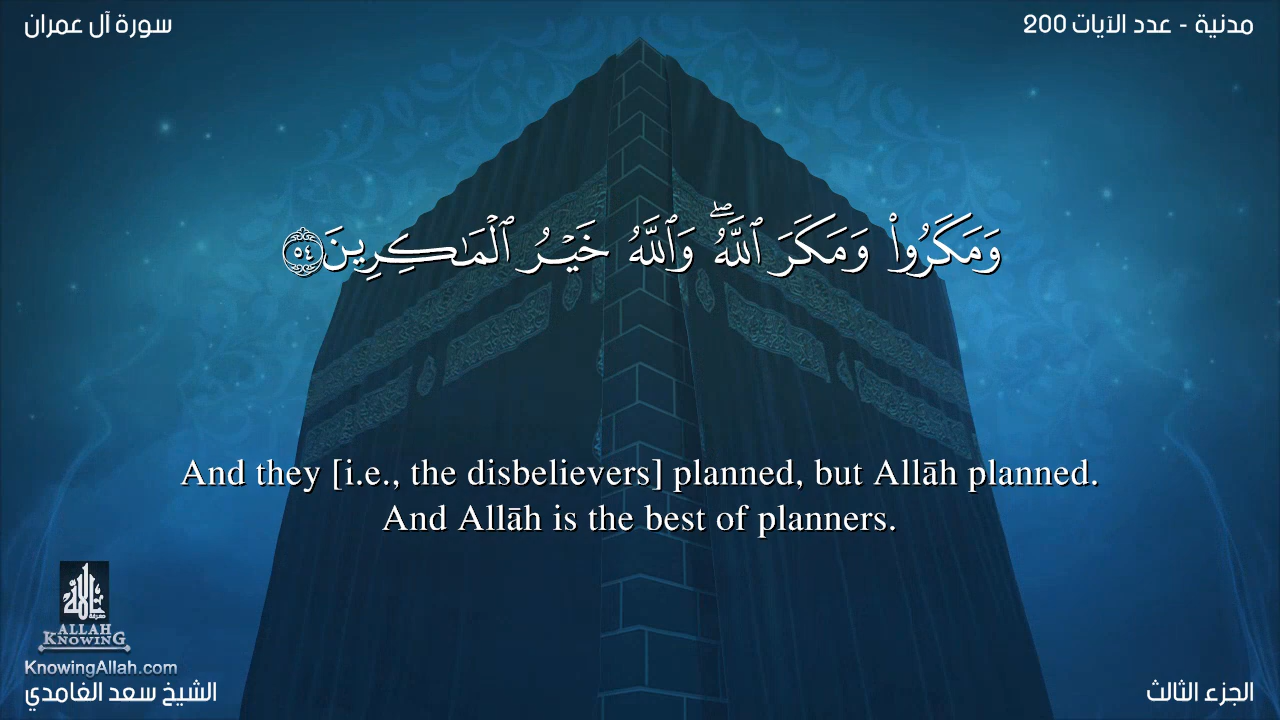 سورة آل عمران
مدنية - عدد الآيات 200
وَمَكَرُوا۟ وَمَكَرَ ٱللَّهُ ۖ وَٱللَّهُ خَيْرُ ٱلْمَـٰكِرِينَ ٥٤
And they [i.e., the disbelievers] planned, but Allāh planned.
And Allāh is the best of planners.
ALLAH
KNOWING
KnowingAllah.com
الشيخ سعد الغامدي
الجزء الثالث